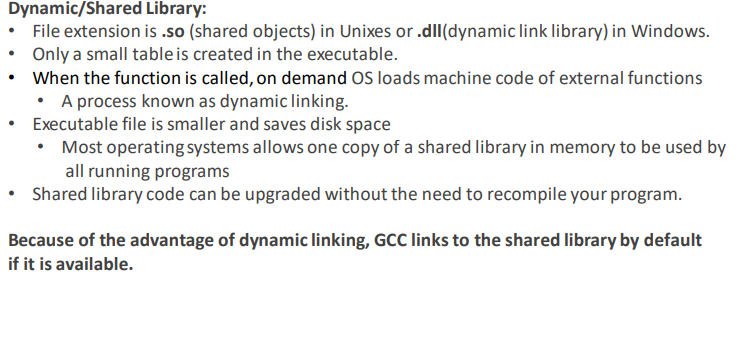 Dynamic/Shared Library:
• File extension is .so (shared objects) in Unixes or .dll(dynamic link library) in Windows.
• Only a small table is created in the executable.
• When the function is called, on demand OS loads machine code of external functions
• A process known as dynamic linking.
• Executable file is smaller and saves disk space
• Most operating systems allows one copy of a shared library in memory to be used by
all running programs
• Shared library code can be upgraded without the need to recompile your program.
Because of the advantage of dynamic linking, GCC links to the shared library by default
if it is available.